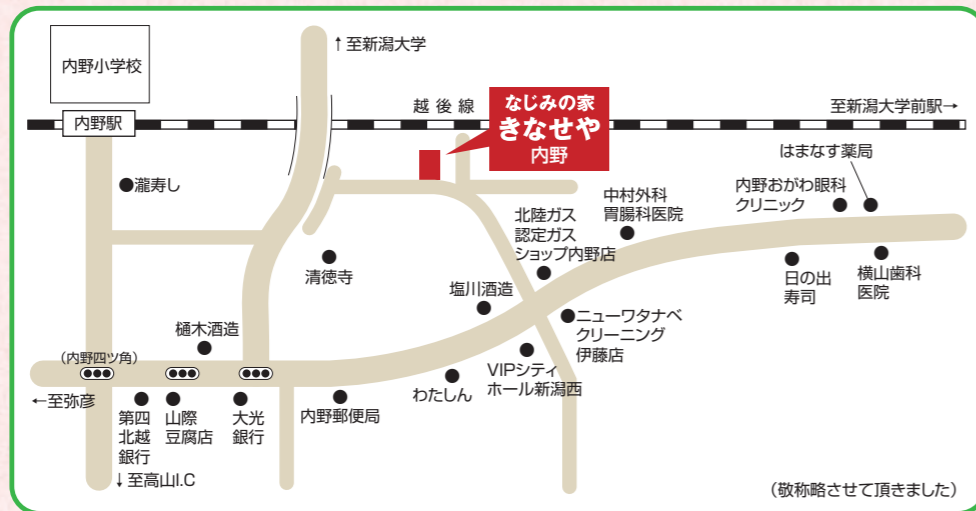 内野小学校
↑至新潟大学
越後線
なじみの家
きなせや
内野
至新潟大学前駅→
内野駅
はまなす薬局
瀧寿し
内野おがわ眼科
クリニック
中村外科
胃腸科医院
北陸ガス
認定ガス
ショップ内野店
清徳寺
塩川酒造
日の出
寿司
横山歯科
医院
樋木酒造
ニューワタナベ
クリーニング
伊藤店
(内野四ツ角)
VIPシティ
ホール新潟西
←至弥彦
第四
北越
銀行
山際
豆腐店
大光
銀行
内野郵便局
わたしん
↓至高山I.C
(敬称略させて頂きました)